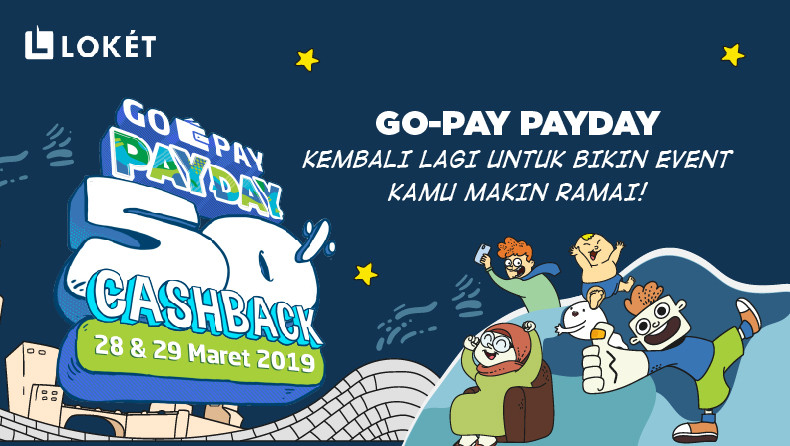 LOKÉT
GO PAY
PAYDAY
50%
CASHBACK
28 & 29 Maret 2019
GO-PAY PAYDAY
KEMBALI LAGI UNTUK BIKIN EVENT
KAMU MAKIN RAMAI!